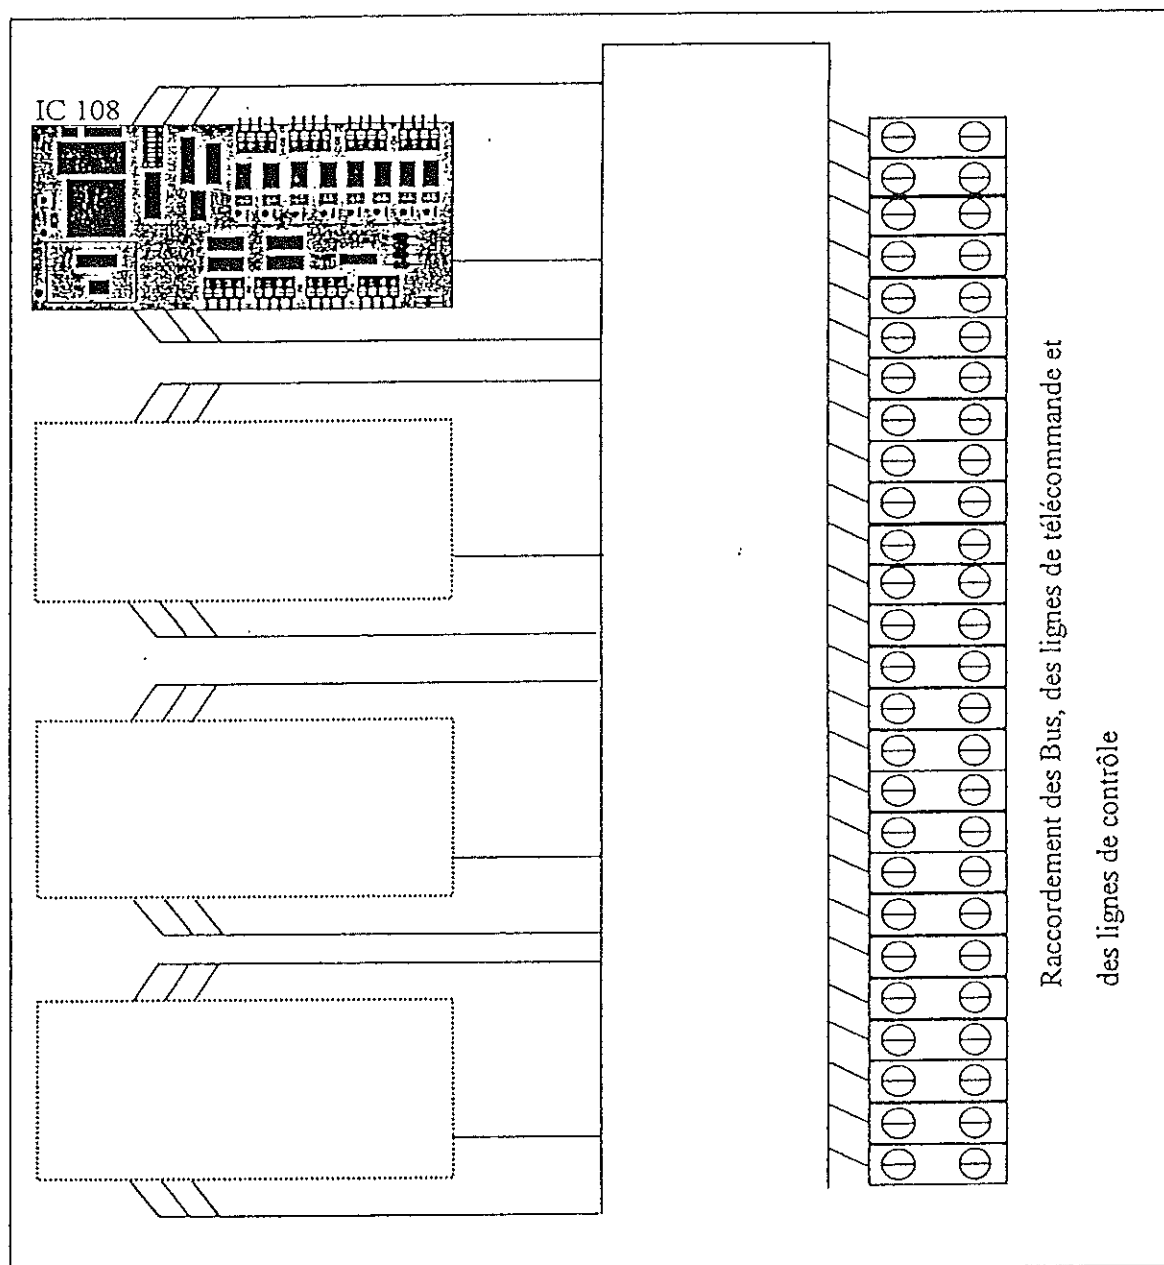 IC 108
Raccordement des Bus, des lignes de télécommande et
des lignes de contrôle